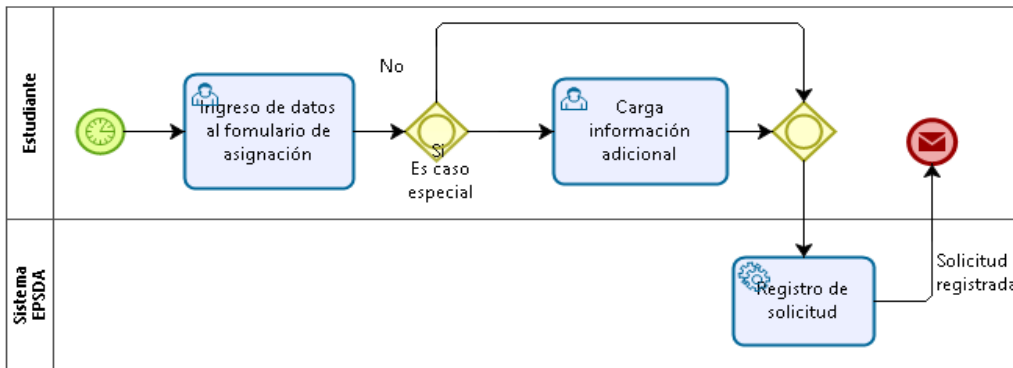 Estudiante
Ingreso de datos
al fomulario de
asignación
No
Si
Es caso
especial
Carga
información
adicional
Sistema
EPSDA
Registro de
solicitud
Solicitud
registrada